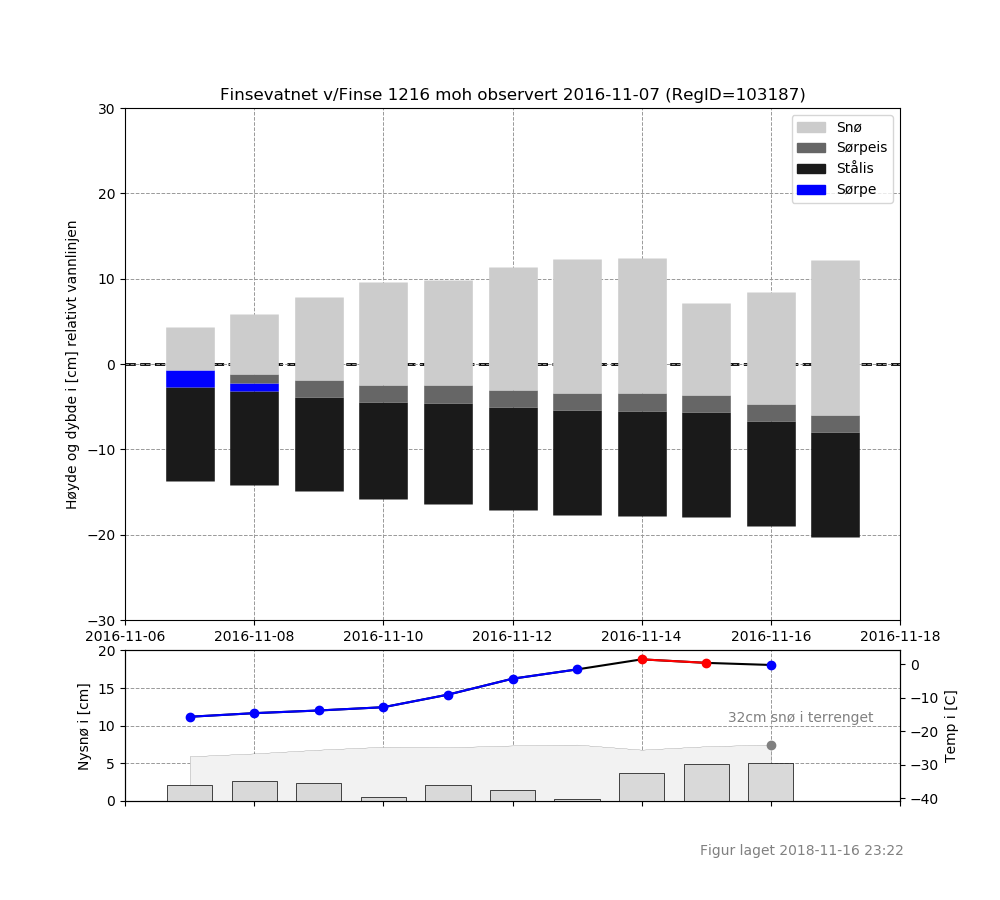 Finsevatnet v/Finse 1216 moh observert 2016-11-07 (RegID=103187)
Snø
Sørpeis
Stålis
Sørpe
Høyde og dybde i [cm] relativt vannlinjen
30
20
10
0
−10
−20
−30
2016-11-06 2016-11-08 2016-11-10 2016-11-12 2016-11-14 2016-11-16 2016-11-18
Nysnø i [cm]
20
15
10
5
0
32cm snø i terrenget
0
−10
−20
−30
−40
Temp i [C]
Figur laget 2018-11-16 23:22